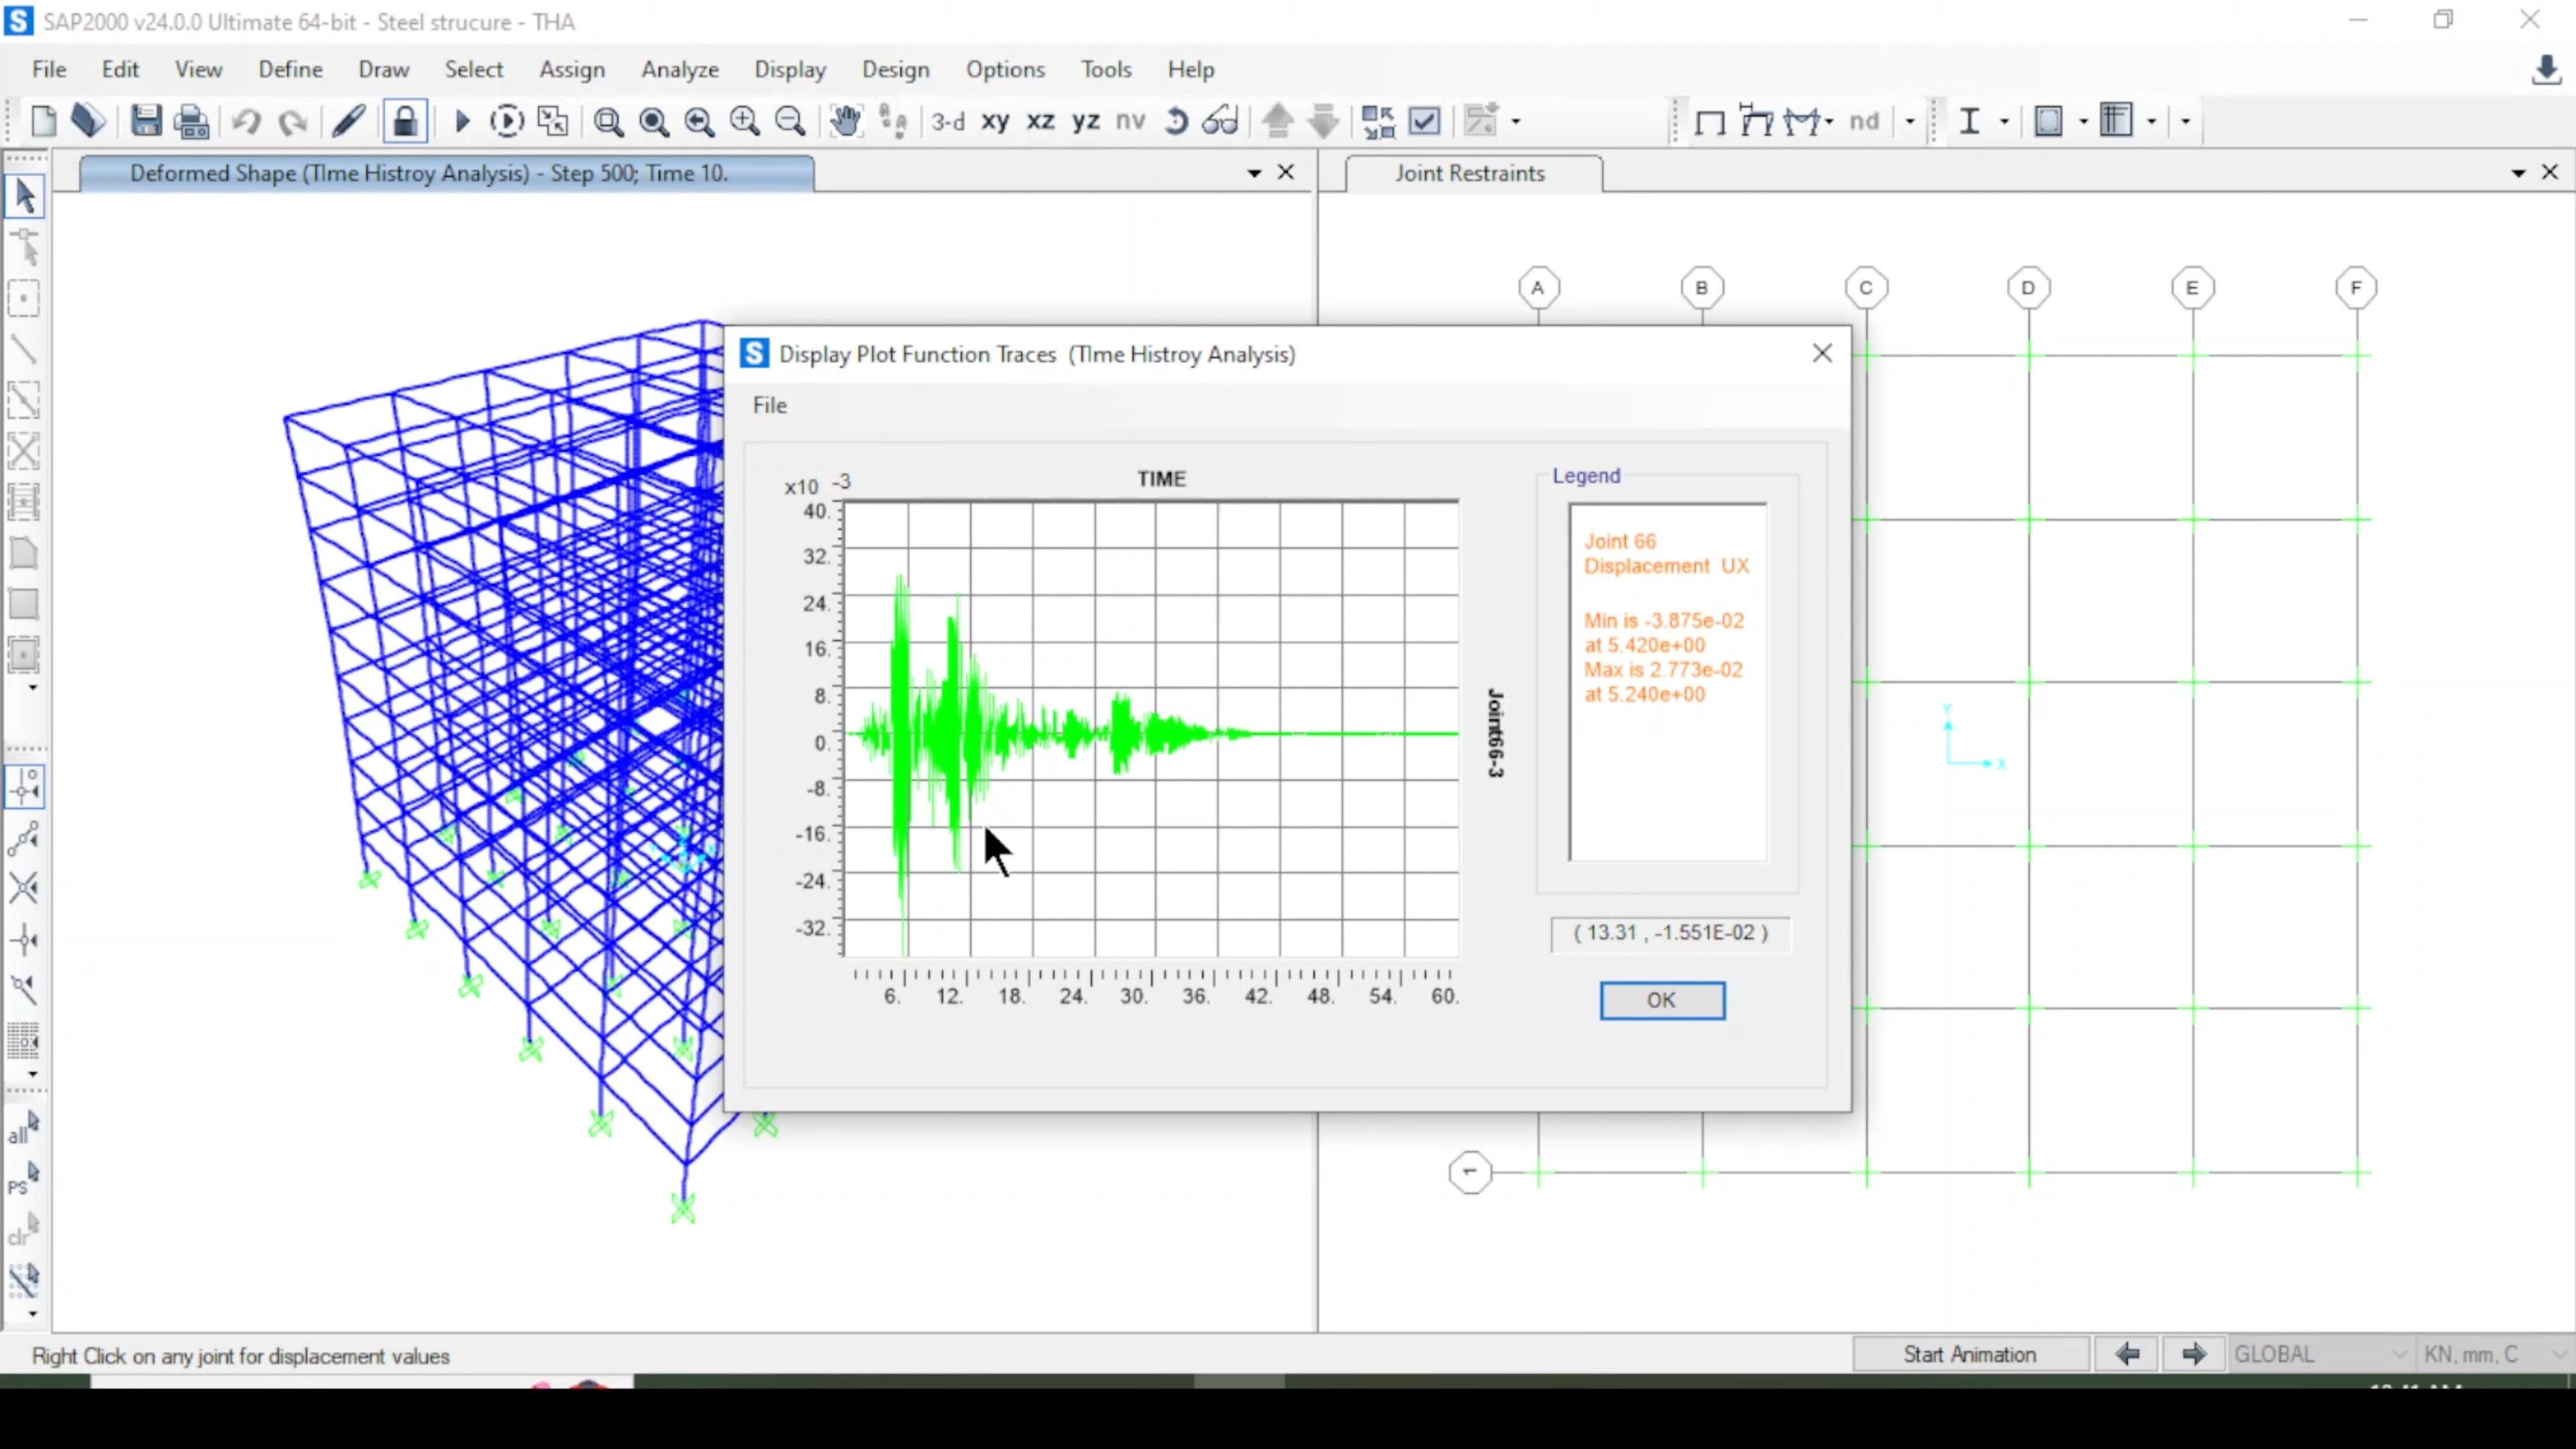 SAP2000 v24.0.0 Ultimate 64-bit - Steel strucure - THA
File Edit View Define Draw Select Assign Analyze Display Design Options Tools Help
3-d xy xz yz nv nd
Deformed Shape (TIme Histroy Analysis) - Step 500; Time 10.
Joint Restraints
A B C D E F
Display Plot Function Traces (TIme Histroy Analysis)
File
x10 -3
TIME
40.
32.
24.
16.
8.
0.
-8.
-16.
-24.
-32.
6. 12. 18. 24. 30. 36. 42. 48. 54. 60.
Joint66-3
Legend
Joint 66
Displacement UX
Min is -3.875e-02
at 5.420e+00
Max is 2.773e-02
at 5.240e+00
( 13.31 , -1.551E-02 )
OK
Y
X
1
all
PS
clr
Right Click on any joint for displacement values
Start Animation
GLOBAL
KN, mm, C